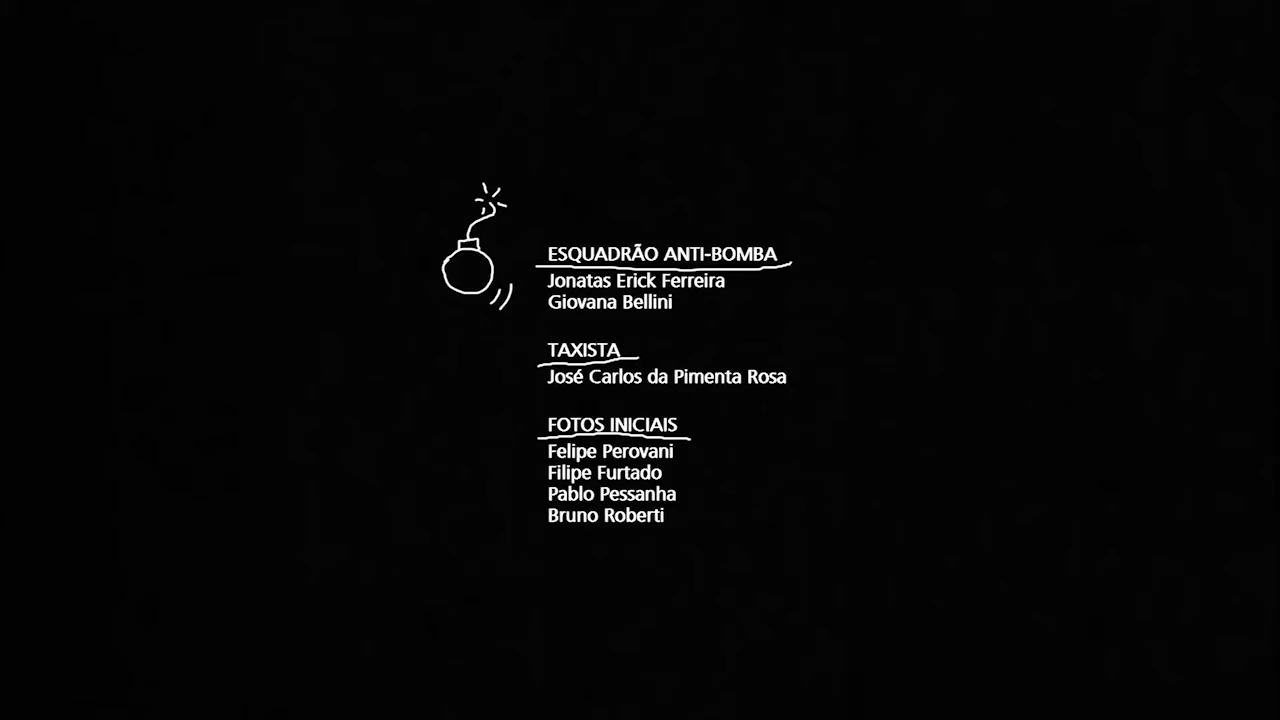 ESQUADRÃO ANTI-BOMBA
Jonatas Erick Ferreira
Giovana Bellini
TAXISTA
José Carlos da Pimenta Rosa
FOTOS INICIAIS
Felipe Perovani
Filipe Furtado
Pablo Pessanha
Bruno Roberti